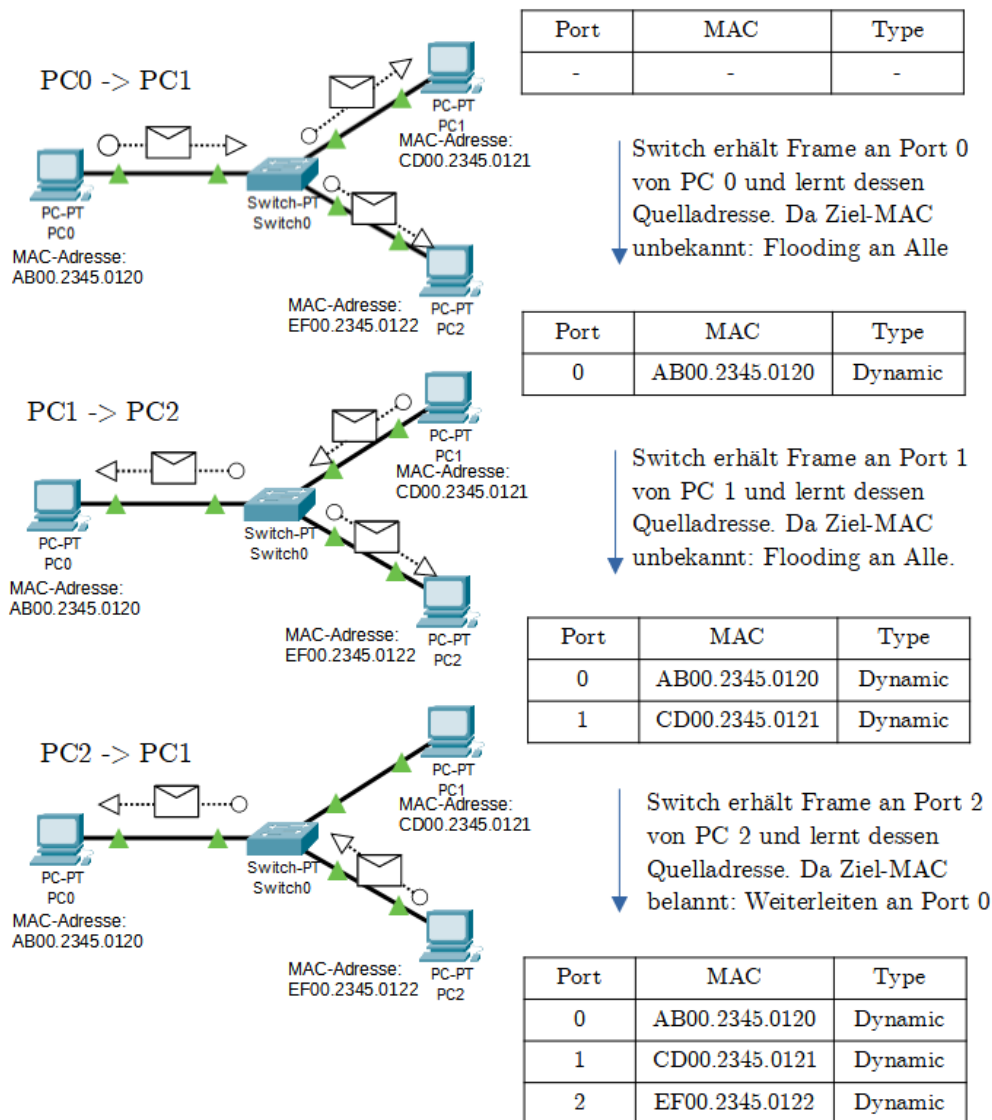 PC0 -> PC1
PC-PT
PC0
MAC-Adresse:
AB00.2345.0120
Switch-PT
Switch0
PC-PT
PC1
MAC-Adresse:
CD00.2345.0121
MAC-Adresse:
EF00.2345.0122
PC-PT
PC2
Port MAC Type
- - -
Switch erhält Frame an Port 0
von PC 0 und lernt dessen
Quelladresse. Da Ziel-MAC
unbekannt: Flooding an Alle
Port MAC Type
0 AB00.2345.0120 Dynamic
PC1 -> PC2
PC-PT
PC0
MAC-Adresse:
AB00.2345.0120
Switch-PT
Switch0
PC-PT
PC1
MAC-Adresse:
CD00.2345.0121
MAC-Adresse:
EF00.2345.0122
PC-PT
PC2
Switch erhält Frame an Port 1
von PC 1 und lernt dessen
Quelladresse. Da Ziel-MAC
unbekannt: Flooding an Alle.
Port MAC Type
0 AB00.2345.0120 Dynamic
1 CD00.2345.0121 Dynamic
PC2 -> PC1
PC-PT
PC0
MAC-Adresse:
AB00.2345.0120
Switch-PT
Switch0
PC-PT
PC1
MAC-Adresse:
CD00.2345.0121
MAC-Adresse:
EF00.2345.0122
PC-PT
PC2
Switch erhält Frame an Port 2
von PC 2 und lernt dessen
Quelladresse. Da Ziel-MAC
belannt: Weiterleiten an Port 0
Port MAC Type
0 AB00.2345.0120 Dynamic
1 CD00.2345.0121 Dynamic
2 EF00.2345.0122 Dynamic